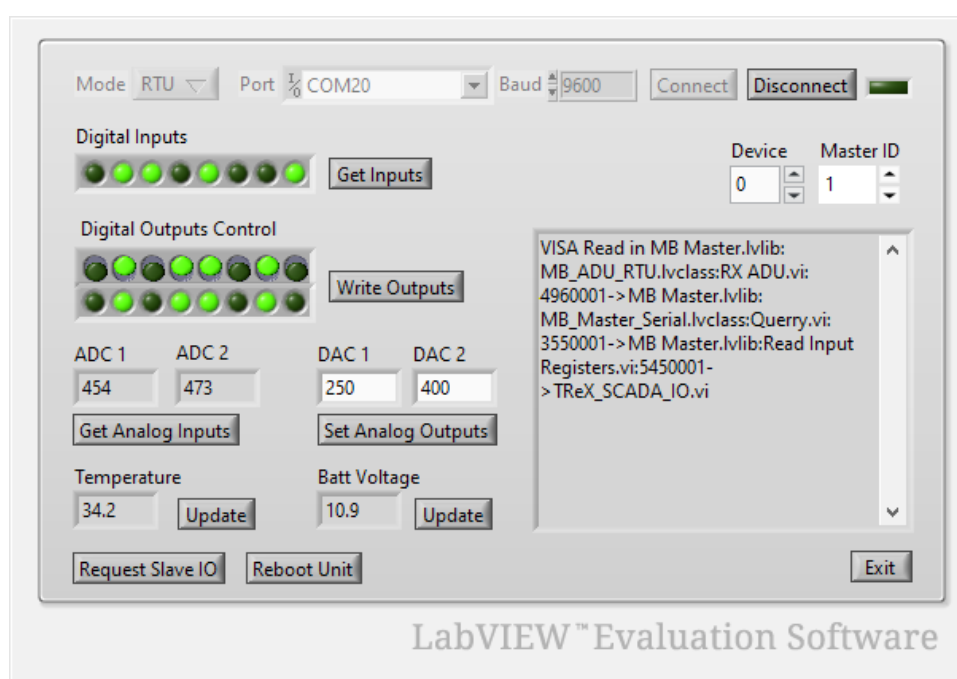 Mode RTU Port I/0 COM20 Baud 9600 Connect Disconnect
Digital Inputs
Get Inputs
Device Master ID
0 1
Digital Outputs Control
Write Outputs
VISA Read in MB Master.lvlib:
MB_ADU_RTU.lvclass:RX ADU.vi:
4960001->MB Master.lvlib:
MB_Master_Serial.lvclass:Querry.vi:
3550001->MB Master.lvlib:Read Input
Registers.vi:5450001-
>TReX_SCADA_IO.vi
ADC 1 ADC 2 DAC 1 DAC 2
454 473 250 400
Get Analog Inputs Set Analog Outputs
Temperature Batt Voltage
34.2 Update 10.9 Update
Request Slave IO Reboot Unit Exit
LabVIEW™ Evaluation Software